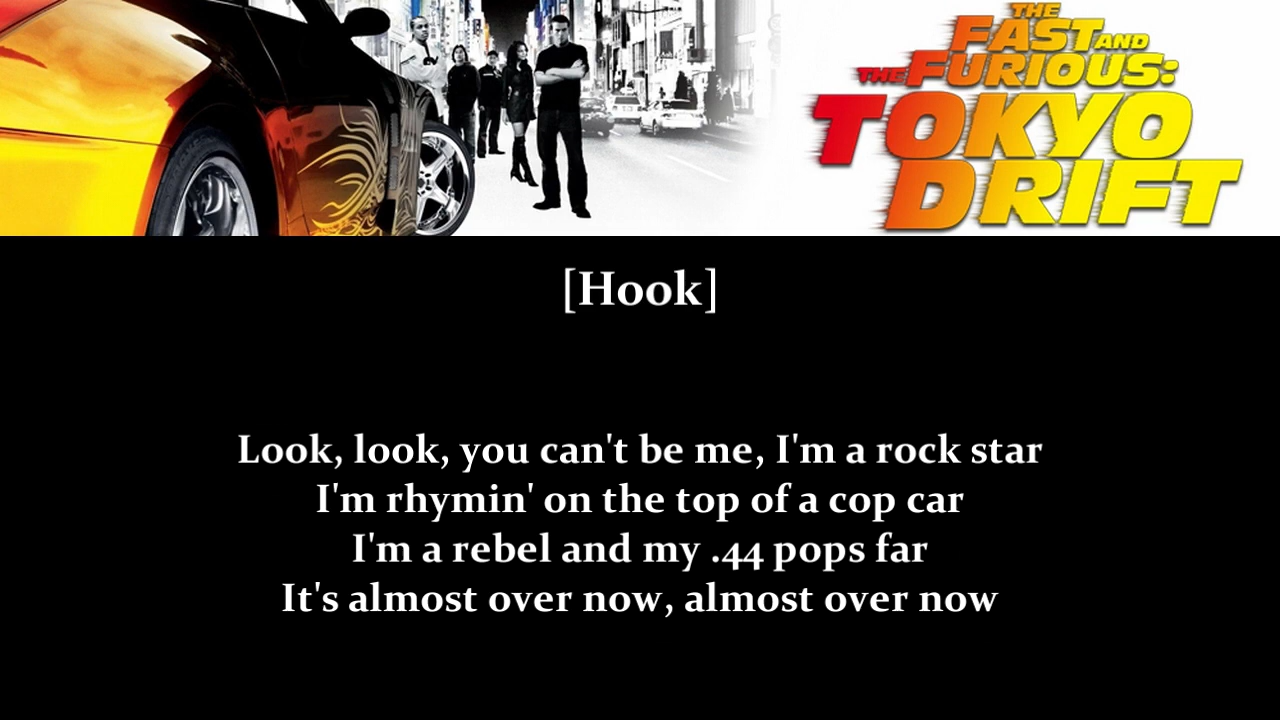 THE
FAST AND
THE FURIOUS:
TOKYO
DRIFT
[Hook]
Look, look, you can't be me, I'm a rock star
I'm rhymin' on the top of a cop car
I'm a rebel and my .44 pops far
It's almost over now, almost over now